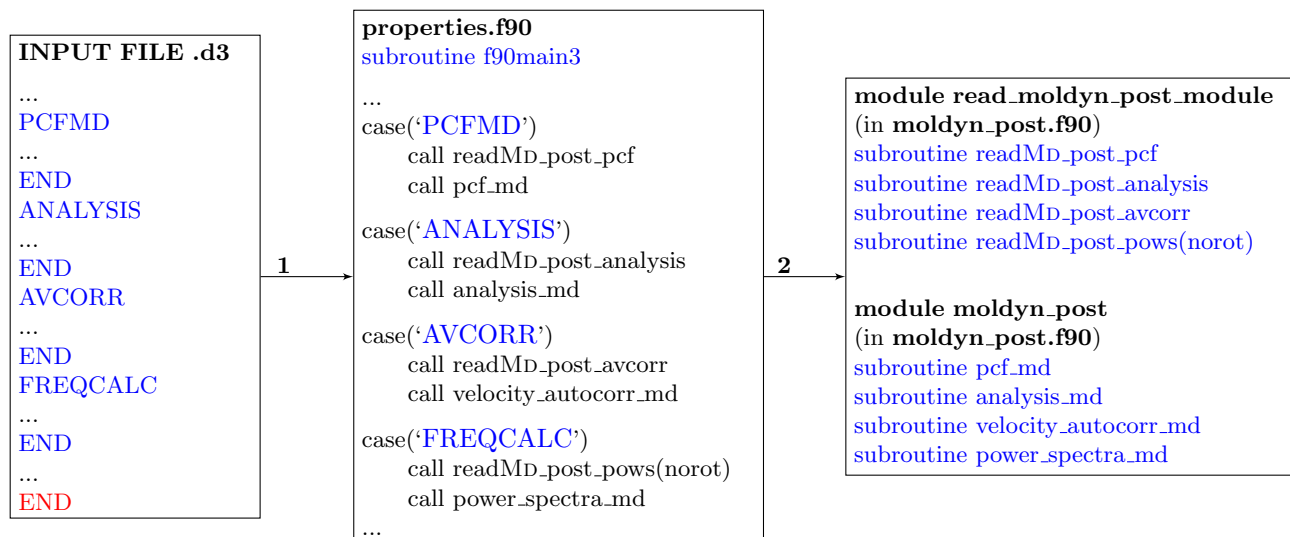 INPUT FILE .d3
...
PCFMD
...
END
ANALYSIS
...
END
AVCORR
...
END
FREQCALC
...
END
...
END
1
properties.f90
subroutine f90main3
...
case(‘PCFMD’)
call readMD_post_pcf
call pcf_md
case(‘ANALYSIS’)
call readMD_post_analysis
call analysis_md
case(‘AVCORR’)
call readMD_post_avcorr
call velocity_autocorr_md
case(‘FREQCALC’)
call readMD_post_pows(norot)
call power_spectra_md
...
2
module read_moldyn_post_module
(in moldyn_post.f90)
subroutine readMD_post_pcf
subroutine readMD_post_analysis
subroutine readMD_post_avcorr
subroutine readMD_post_pows(norot)
module moldyn_post
(in moldyn_post.f90)
subroutine pcf_md
subroutine analysis_md
subroutine velocity_autocorr_md
subroutine power_spectra_md